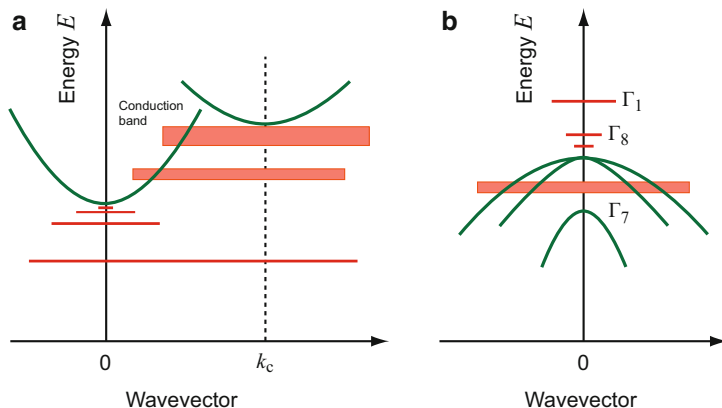 a
Energy E
Conduction
band
0
k_c
Wavevector
b
Energy E
Γ₁
Γ₈
Γ₇
0
Wavevector